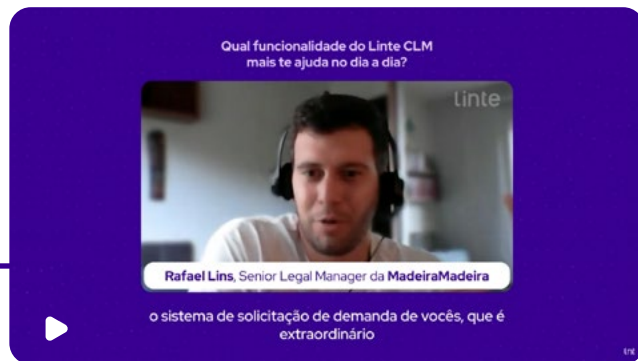 Qual funcionalidade do Linte CLM
mais te ajuda no dia a dia?
linte
Rafael Lins, Senior Legal Manager da MadeiraMadeira
o sistema de solicitação de demanda de vocês, que é
extraordinário